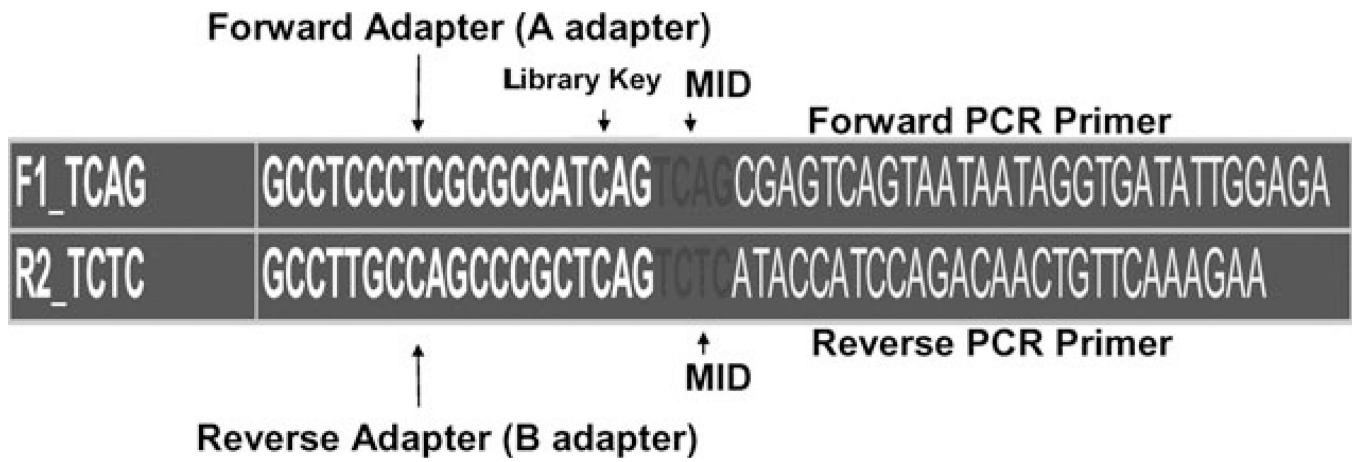 Forward Adapter (A adapter)
Library Key MID
Forward PCR Primer
F1_TCAG GCCTCCCTCGCGCCATCAGTCAGCGAGTCAGTAATAATAGGTGATATTGGAGA
R2_TCTC GCCTTGCCAGCCCGCTCAGTCTCATACCATCCAGACAACTGTTCAAAGAA
Reverse PCR Primer
MID
Reverse Adapter (B adapter)